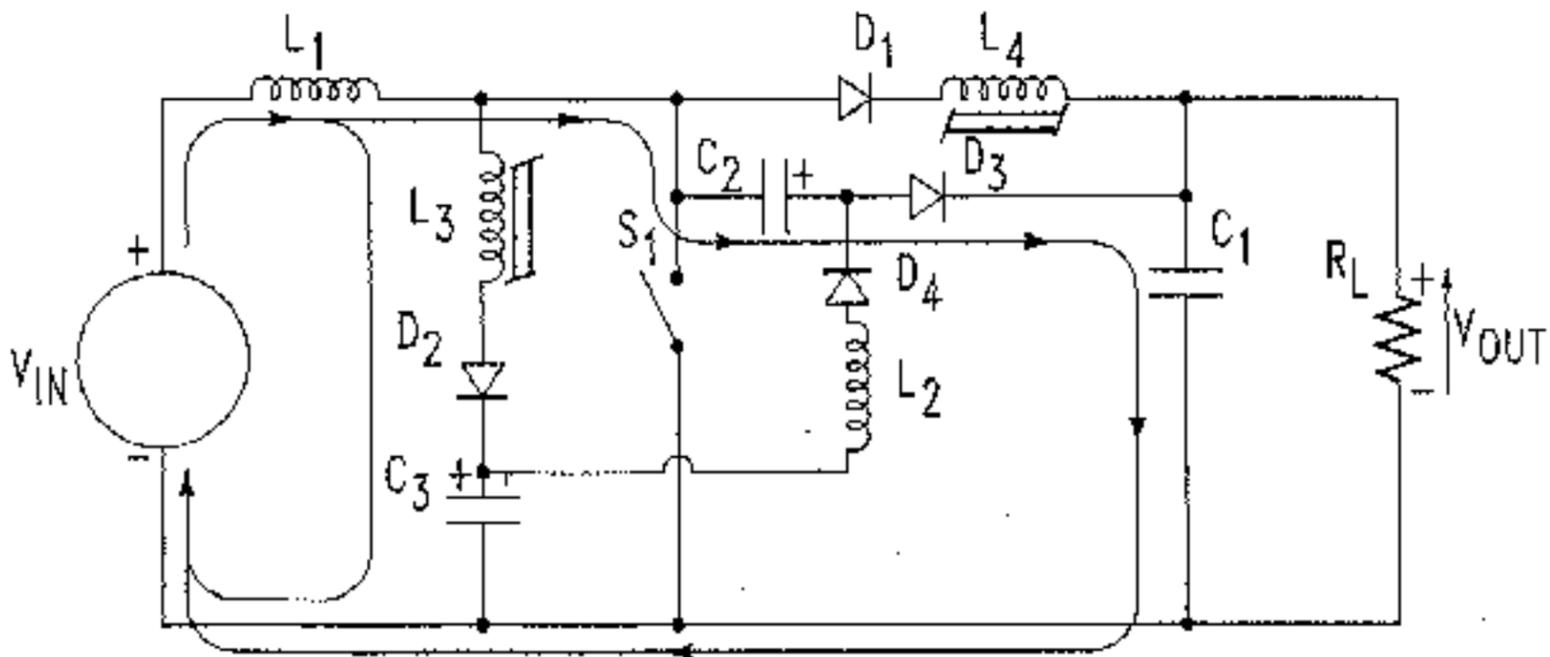 L1
D1
L4
C2
+
D3
L3
S1
C1
+
D4
RL
+
VIN
D2
L2
VOUT
-
-
C3
+
+